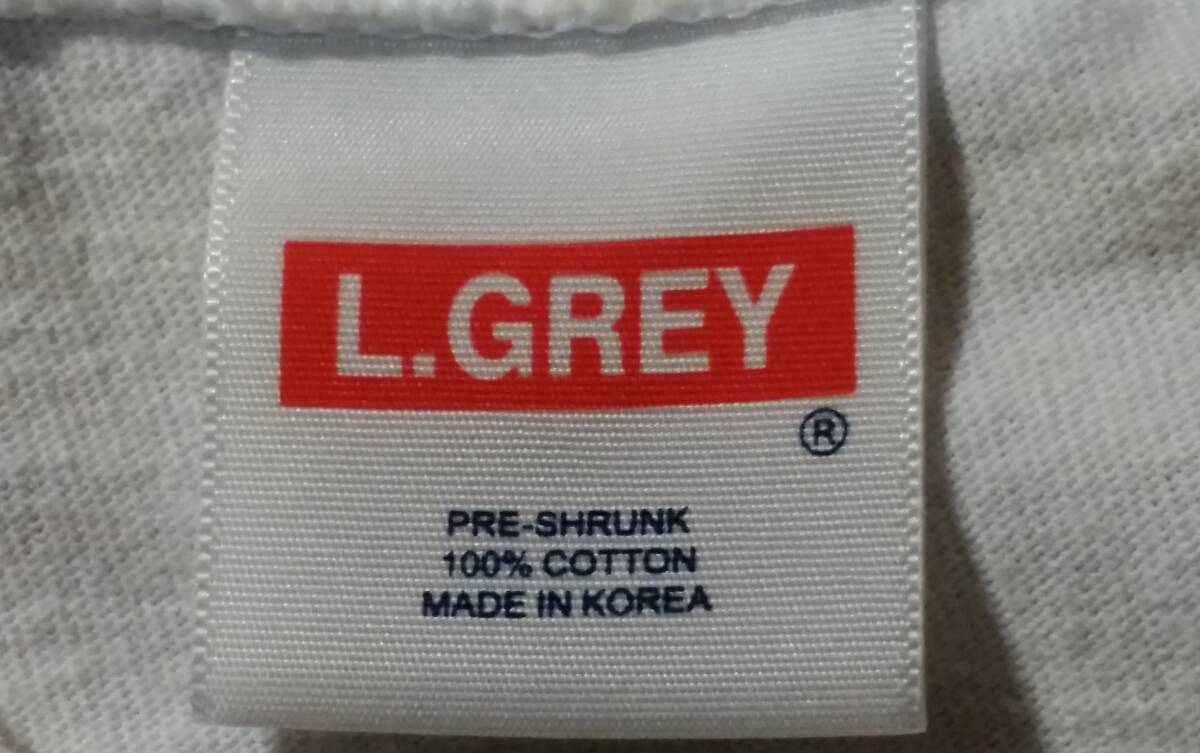 L.GREY
®
PRE-SHRUNK
100% COTTON
MADE IN KOREA